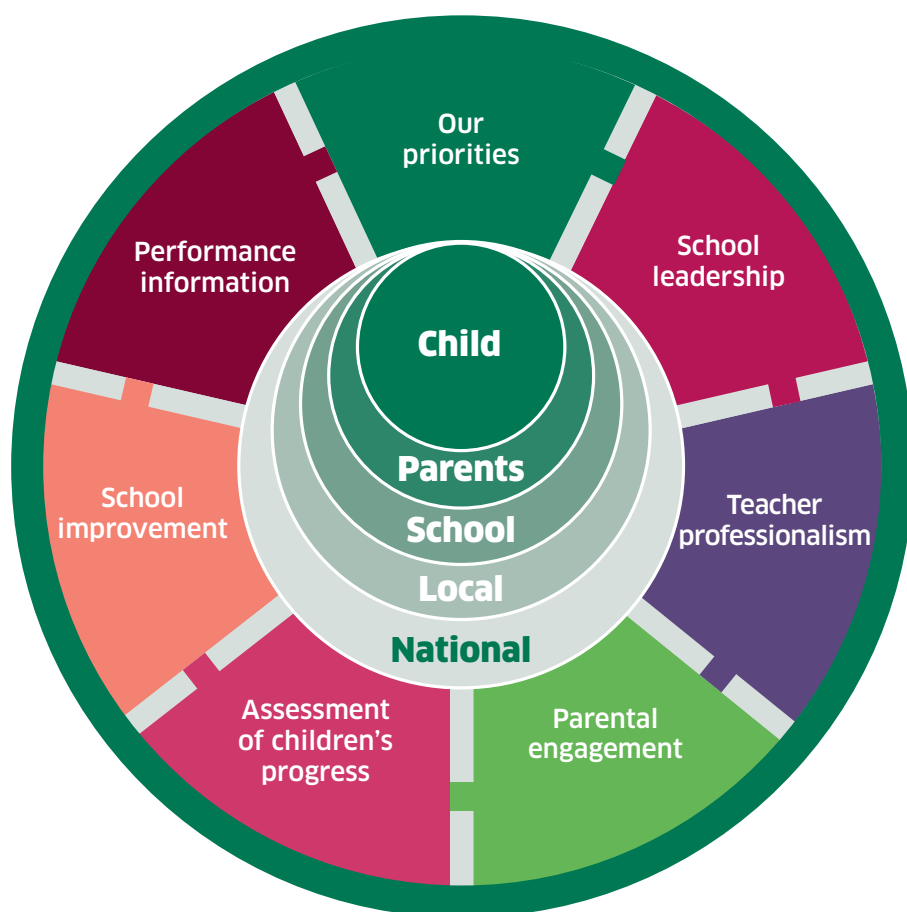 Our
priorities
School
leadership
Teacher
professionalism
Parental
engagement
Assessment
of children's
progress
School
improvement
Performance
information
Child
Parents
School
Local
National